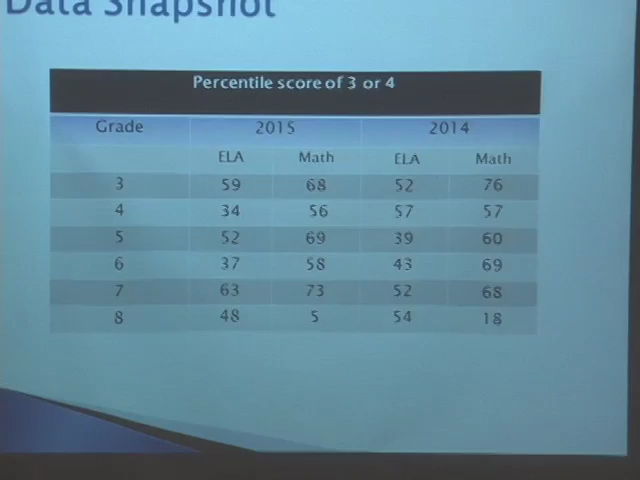 Data Snapshot
Percentile score of 3 or 4
Grade 2015 2014
ELA Math ELA Math
3 59 68 52 76
4 34 56 57 57
5 52 69 39 60
6 37 58 43 69
7 63 73 52 68
8 48 5 54 18